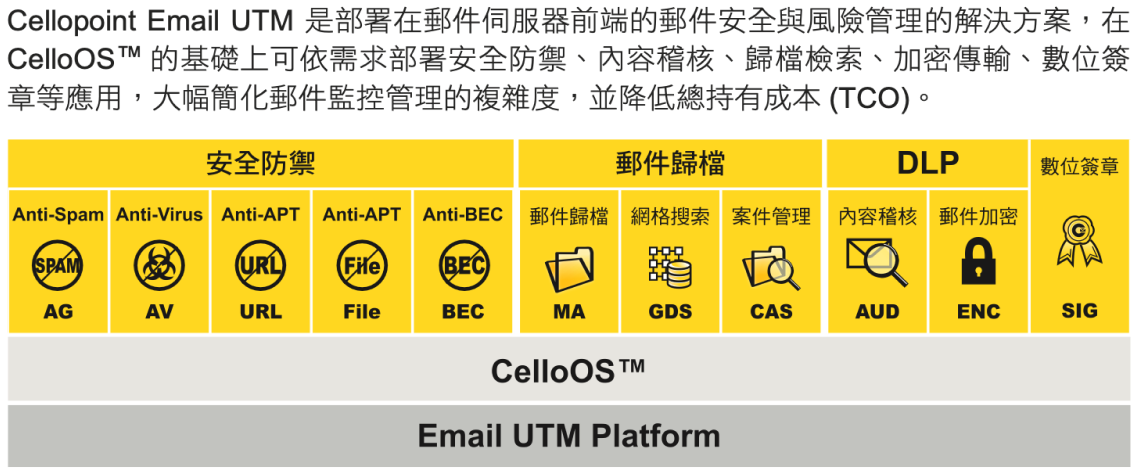 Cellopoint Email UTM 是部署在郵件伺服器前端的郵件安全與風險管理的解決方案，在
CelloOS™ 的基礎上可依需求部署安全防禦、內容稽核、歸檔檢索、加密傳輸、數位簽
章等應用，大幅簡化郵件監控管理的複雜度，並降低總持有成本 (TCO)。
安全防禦 郵件歸檔 DLP 數位簽章
Anti-Spam Anti-Virus Anti-APT Anti-APT Anti-BEC 郵件歸檔 網格搜索 案件管理 內容稽核 郵件加密
SPAM URL File BEC
AG AV URL File BEC MA GDS CAS AUD ENC SIG
CelloOS™
Email UTM Platform